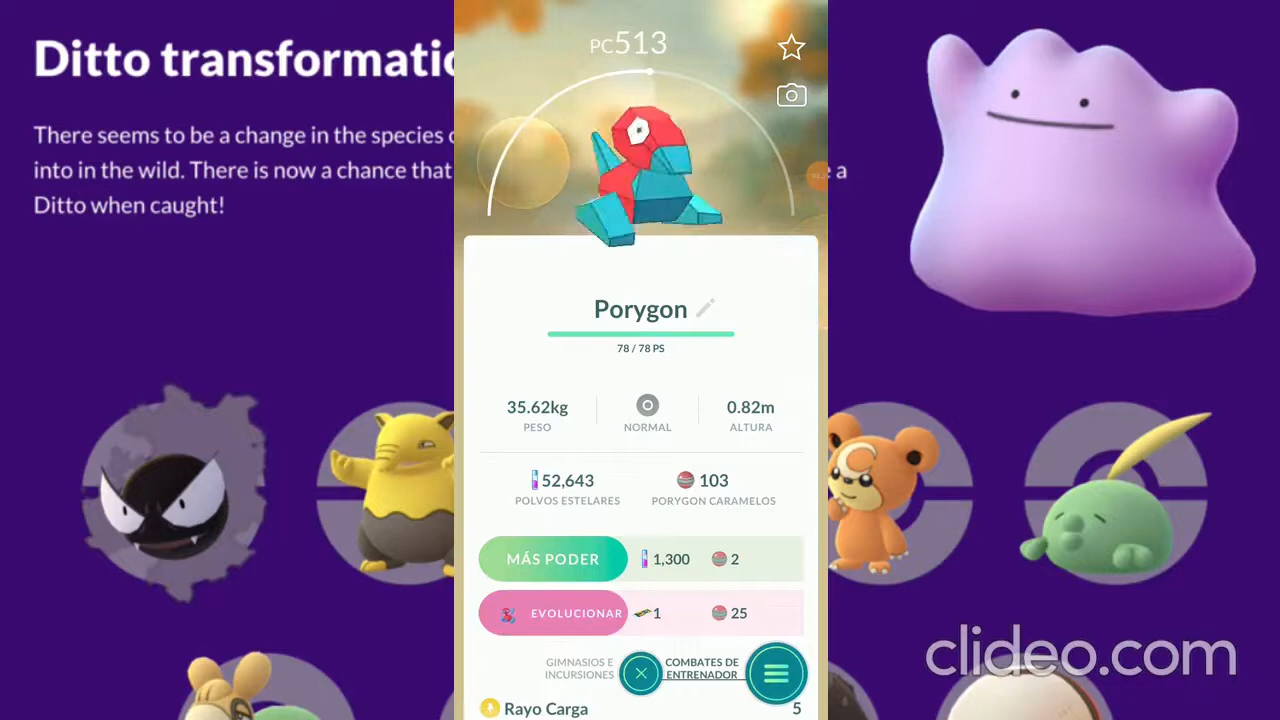 Ditto transformatio
There seems to be a change in the species
into in the wild. There is now a chance that
a
Ditto when caught!
PC513
Porygon
78 / 78 PS
35.62kg
PESO
NORMAL
0.82m
ALTURA
52,643
POLVOS ESTELARES
103
PORYGON CARAMELOS
MÁS PODER 1,300 2
EVOLUCIONAR 1 25
GIMNASIOS E
INCURSIONES
COMBATES DE
ENTRENADOR
Rayo Carga 5
clideo.com